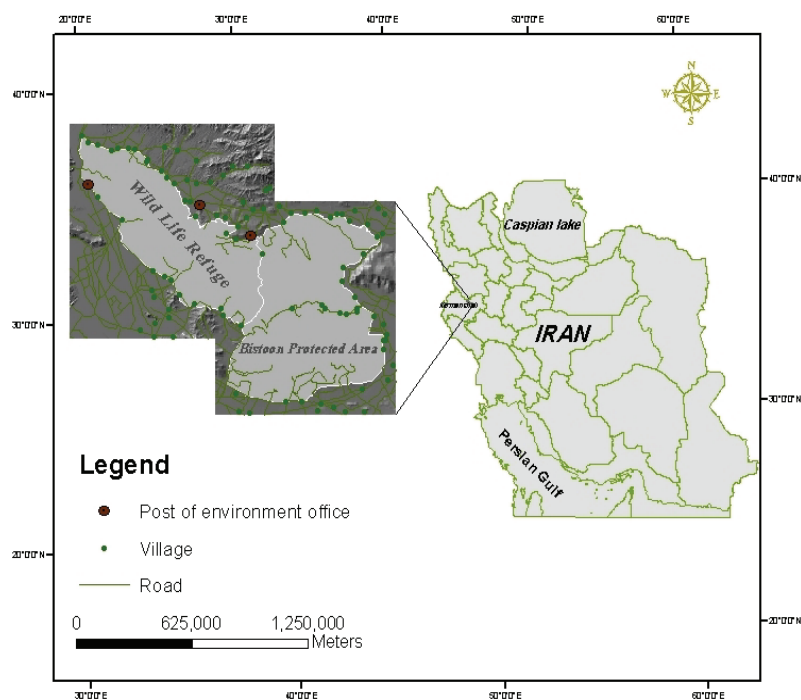 20°0'0"E 30°0'0"E 40°0'0"E 50°0'0"E 60°0'0"E
40°0'0"N
N
W E
S
40°0'0"N
Wild Life Refuge
Caspian lake
30°0'0"N
IRAN
Bistoon Protected Area
30°0'0"N
Persian Gulf
Legend
Post of environment office
Village
Road
20°0'0"N
20°0'0"N
0 625,000 1,250,000
Meters
30°0'0"E 40°0'0"E 50°0'0"E 60°0'0"E